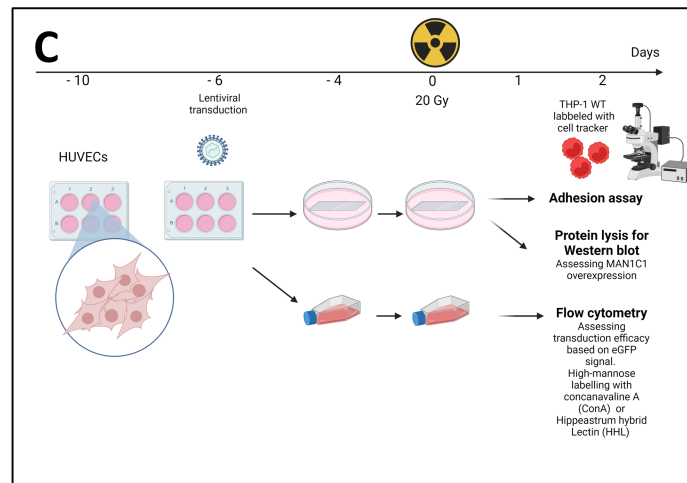 C
Days
- 10
- 6
- 4
0
1
2
Lentiviral
transduction
20 Gy
THP-1 WT
labeled with
cell tracker
HUVECs
1 2 3
A
B
1 2 3
A
B
Adhesion assay
Protein lysis for
Western blot
Assessing MAN1C1
overexpression
Flow cytometry
Assessing
transduction efficacy
based on eGFP
signal.
High-mannose
labelling with
concanavaline A
(ConA) or
Hippeastrum hybrid
Lectin (HHL)